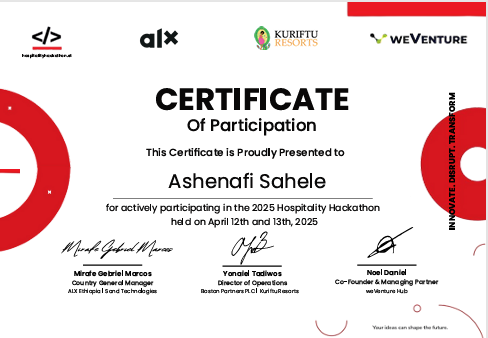 </>
hospitalityhackathon.et
alx
KURIFTU
RESORTS
WEVENTURE
CERTIFICATE
Of Participation
This Certificate is Proudly Presented to
Ashenafi Sahele
for actively participating in the 2025 Hospitality Hackathon
held on April 12th and 13th, 2025
INNOVATE. DISRUPT. TRANSFORM
Mirafe Gebriel Marcos
Mirafe Gebriel Marcos
Country General Manager
ALX Ethiopia | Sand Technologies
Yonaiel Tadiwos
Director of Operations
Boston Partners PLC | Kuriftu Resorts
Noel Daniel
Co-Founder & Managing Partner
weVenture Hub
Your ideas can shape the future.